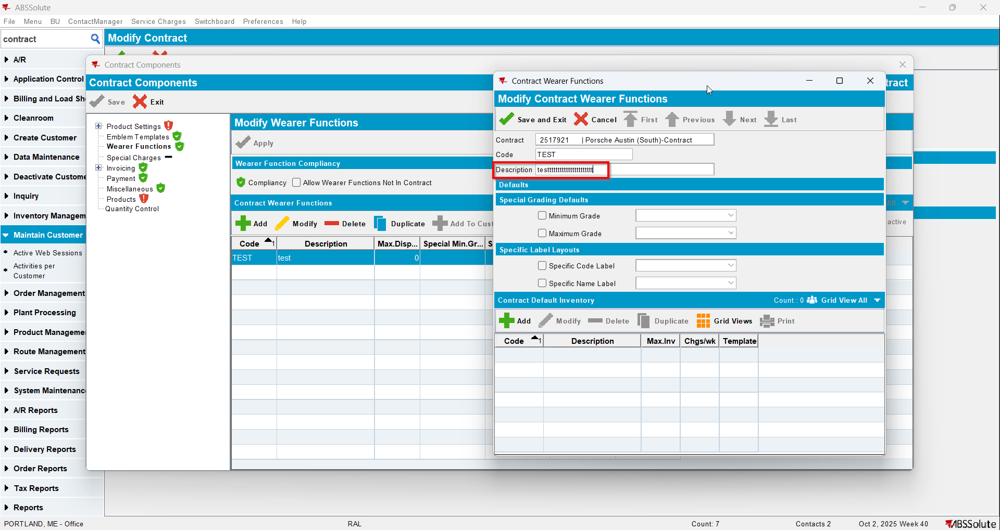 ABSSolute
File Menu BU ContactManager Service Charges Switchboard Preferences Help
contract
Modify Contract
A/R
Application Control
Billing and Load Sh
Cleanroom
Create Customer
Data Maintenance
Deactivate Custome
Inquiry
Inventory Managem
Maintain Customer
Active Web Sessions
Activities per
Customer
Order Management
Plant Processing
Product Manageme
Route Management
Service Requests
System Maintenanc
A/R Reports
Billing Reports
Delivery Reports
Order Reports
Tax Reports
Reports
Contract Components
Contract Components
tract
Save Exit
Product Settings
Emblem Templates
Wearer Functions
Special Charges
Invoicing
Payment
Miscellaneous
Products
Quantity Control
Modify Wearer Functions
Apply
Wearer Function Compliancy
Compliancy Allow Wearer Functions Not In Contract
Contract Wearer Functions
All
Add Modify Delete Duplicate Add To Cust
active
Code 1 Description Max.Disp... Special Min.Gr... S
TEST test 0
Contract Wearer Functions
Modify Contract Wearer Functions
Save and Exit Cancel First Previous Next Last
Contract 2517921 | Porsche Austin (South)-Contract
Code TEST
Description testttttttttttttttttttttttt
Defaults
Special Grading Defaults
Minimum Grade
Maximum Grade
Specific Label Layouts
Specific Code Label
Specific Name Label
Contract Default Inventory Count : 0 Grid View All
Add Modify Delete Duplicate Grid Views Print
Code 1 Description Max.Inv Chgs/wk Template
PORTLAND, ME - Office RAL Count: 7 Contacts 2 Oct 2, 2025 Week 40 ABSSolute